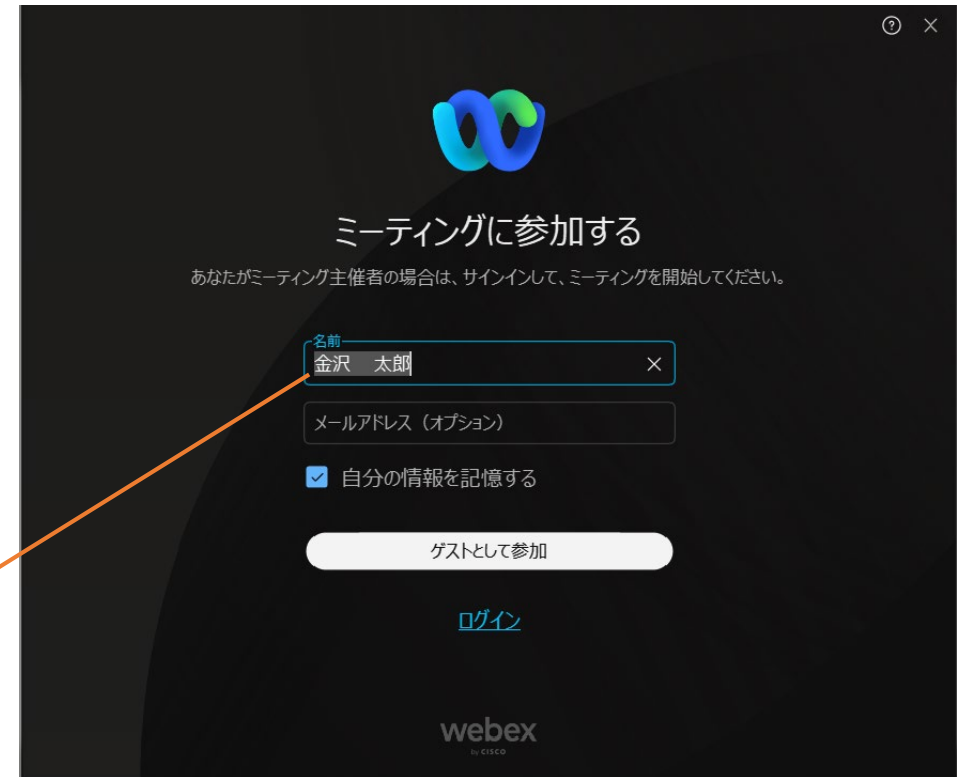 ミーティングに参加する
あなたがミーティング主催者の場合は、サインインして、ミーティングを開始してください。
名前
金沢　太郎
メールアドレス（オプション）
自分の情報を記憶する
ゲストとして参加
ログイン
webex
by CISCO